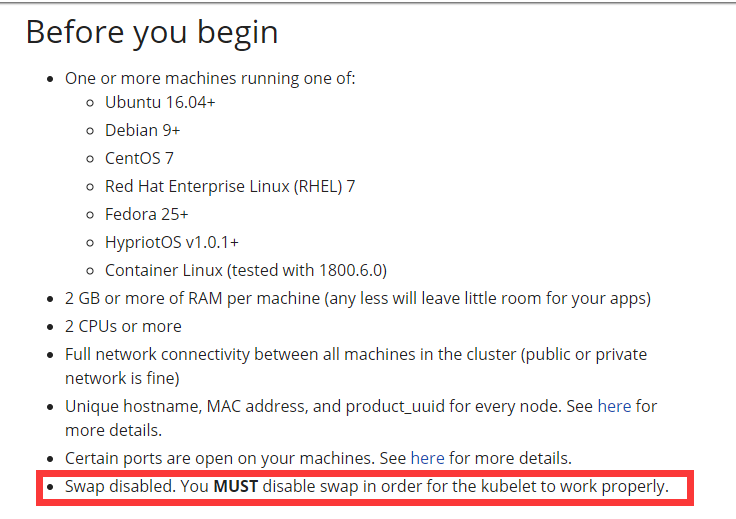 Before you begin
One or more machines running one of:
Ubuntu 16.04+
Debian 9+
CentOS 7
Red Hat Enterprise Linux (RHEL) 7
Fedora 25+
HypriotOS v1.0.1+
Container Linux (tested with 1800.6.0)
2 GB or more of RAM per machine (any less will leave little room for your apps)
2 CPUs or more
Full network connectivity between all machines in the cluster (public or private
network is fine)
Unique hostname, MAC address, and product_uuid for every node. See here for
more details.
Certain ports are open on your machines. See here for more details.
Swap disabled. You MUST disable swap in order for the kubelet to work properly.